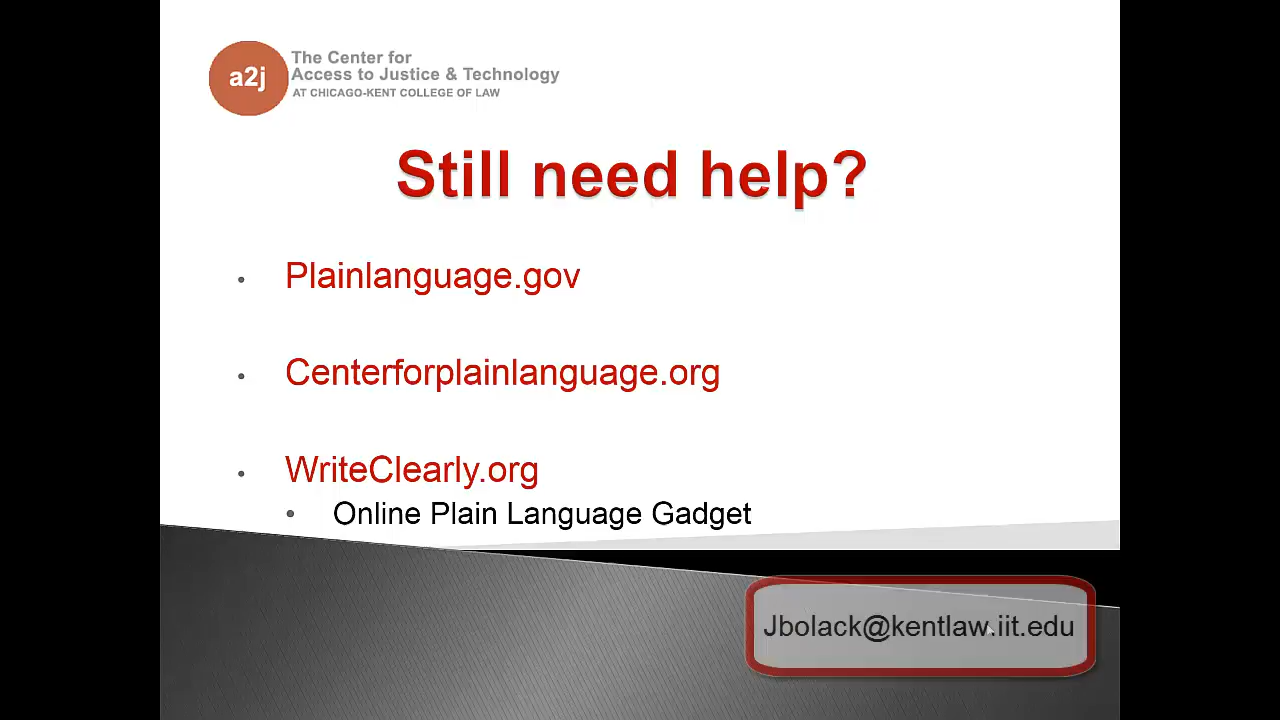 a2j
The Center for
Access to Justice & Technology
AT CHICAGO-KENT COLLEGE OF LAW
Still need help?
• Plainlanguage.gov
• Centerforplainlanguage.org
• WriteClearly.org
• Online Plain Language Gadget
Jbolack@kentlaw.iit.edu